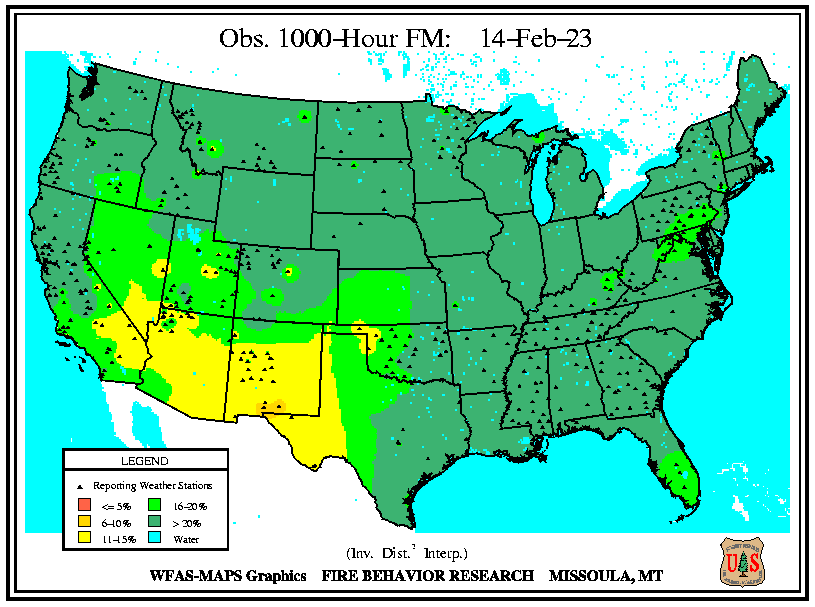 Obs. 1000-Hour FM: 14-Feb-23
LEGEND
Reporting Weather Stations
<= 5% 16-20%
6-10% > 20%
11-15% Water
(Inv. Dist.² Interp.)
WFAS-MAPS Graphics FIRE BEHAVIOR RESEARCH MISSOULA, MT
U S